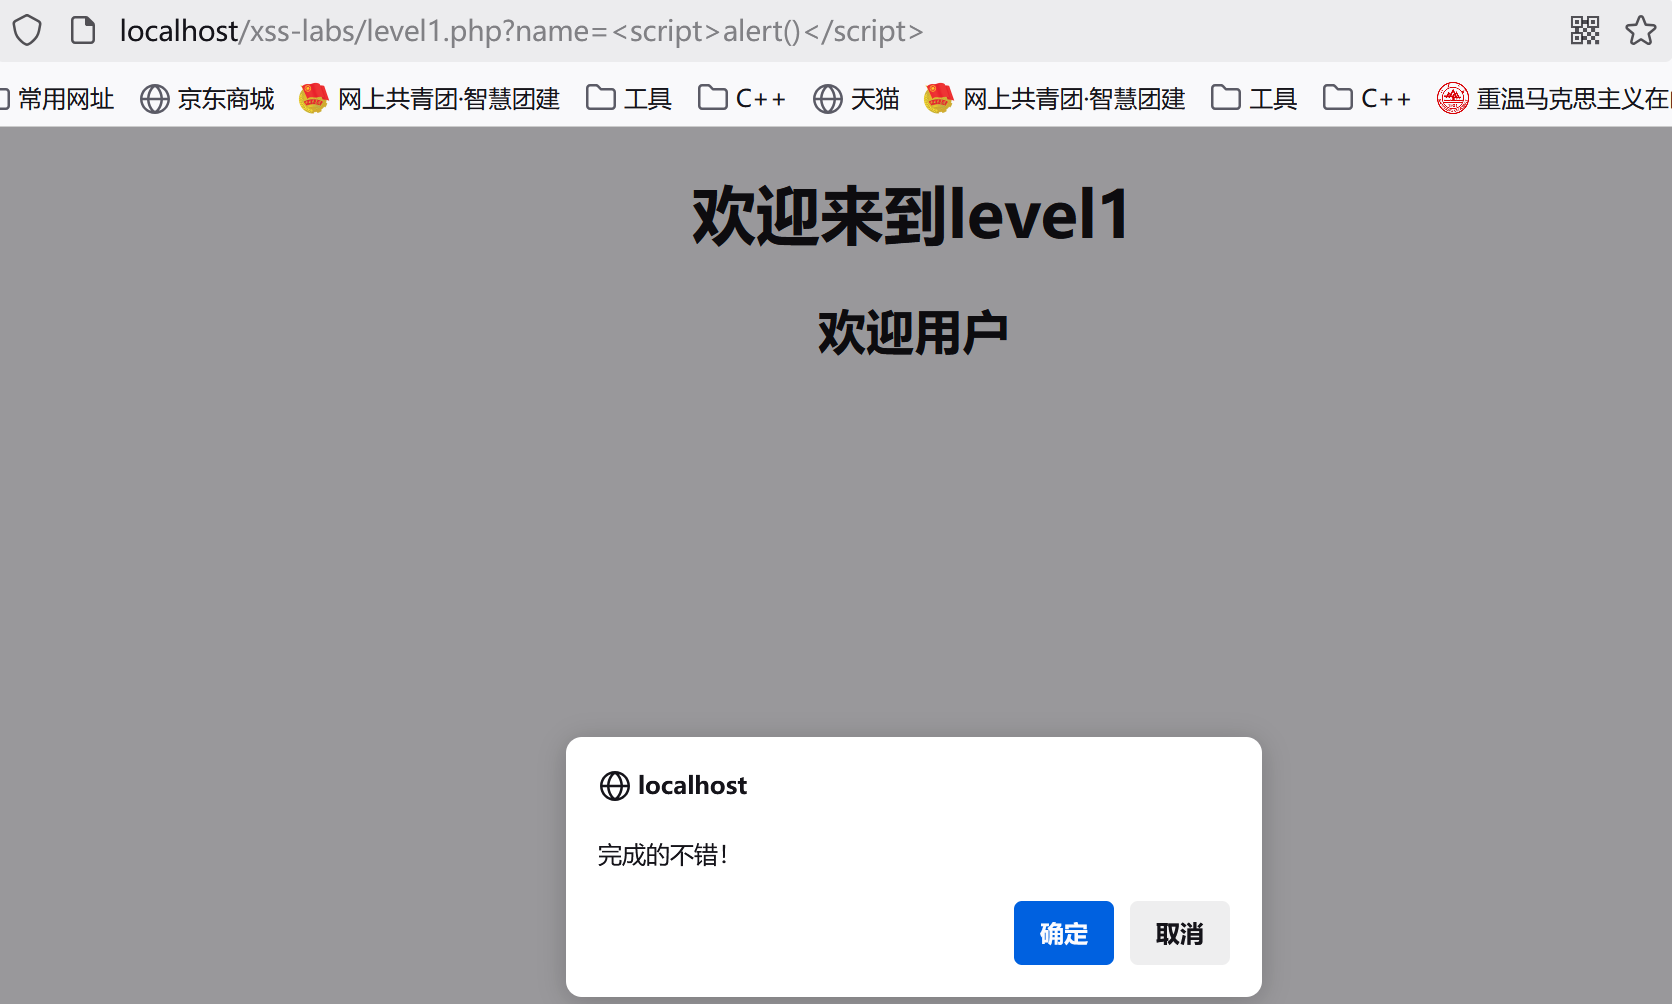 localhost/xss-labs/level1.php?name=<script>alert()</script>
常用网址 京东商城 网上共青团·智慧团建 工具 C++ 天猫 网上共青团·智慧团建 工具 C++ 重温马克思主义在
欢迎来到level1
欢迎用户
localhost
完成的不错!
确定 取消